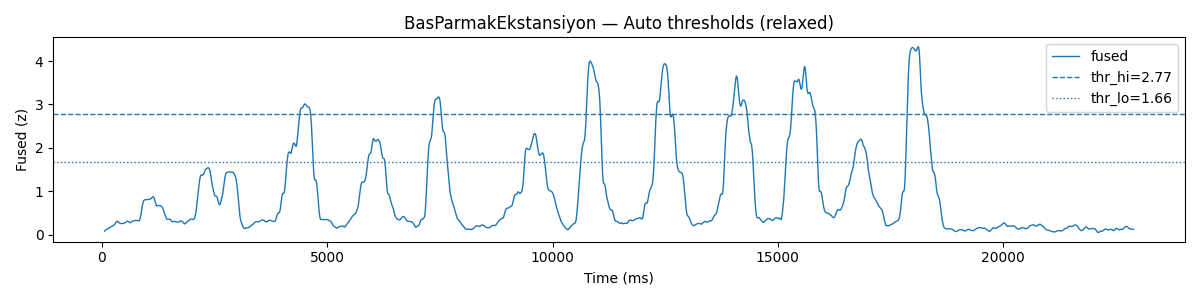 BasParmakEkstansiyon — Auto thresholds (relaxed)
fused
thr_hi=2.77
thr_lo=1.66
Fused (z)
4
3
2
1
0
0 5000 10000 15000 20000
Time (ms)